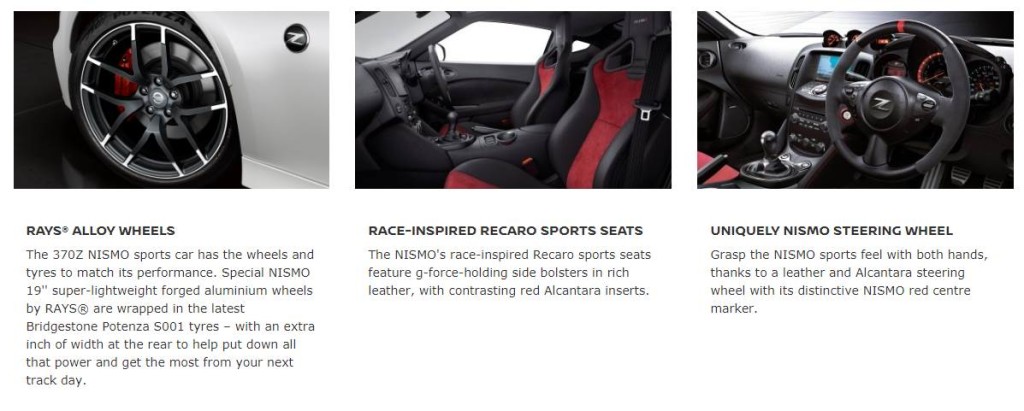 POTENZA
Z
Z
RAYS® ALLOY WHEELS
The 370Z NISMO sports car has the wheels and
tyres to match its performance. Special NISMO
19" super-lightweight forged aluminium wheels
by RAYS® are wrapped in the latest
Bridgestone Potenza S001 tyres – with an extra
inch of width at the rear to help put down all
that power and get the most from your next
track day.
RACE-INSPIRED RECARO SPORTS SEATS
The NISMO's race-inspired Recaro sports seats
feature g-force-holding side bolsters in rich
leather, with contrasting red Alcantara inserts.
UNIQUELY NISMO STEERING WHEEL
Grasp the NISMO sports feel with both hands,
thanks to a leather and Alcantara steering
wheel with its distinctive NISMO red centre
marker.